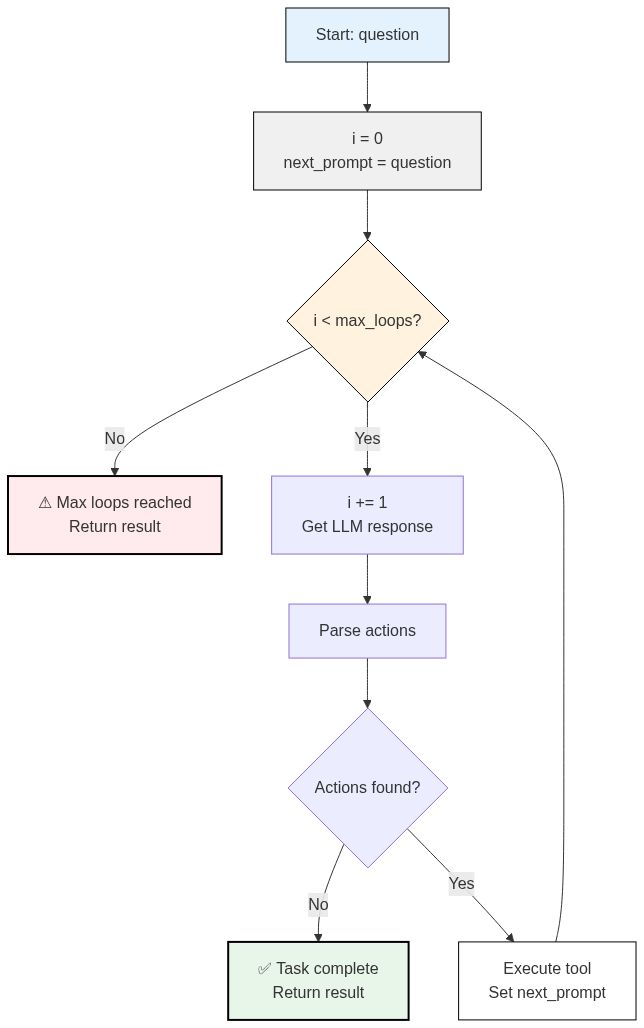 Start: question
i = 0
next_prompt = question
i < max_loops?
No
Yes
⚠ Max loops reached
Return result
i += 1
Get LLM response
Parse actions
Actions found?
No
Yes
✅ Task complete
Return result
Execute tool
Set next_prompt